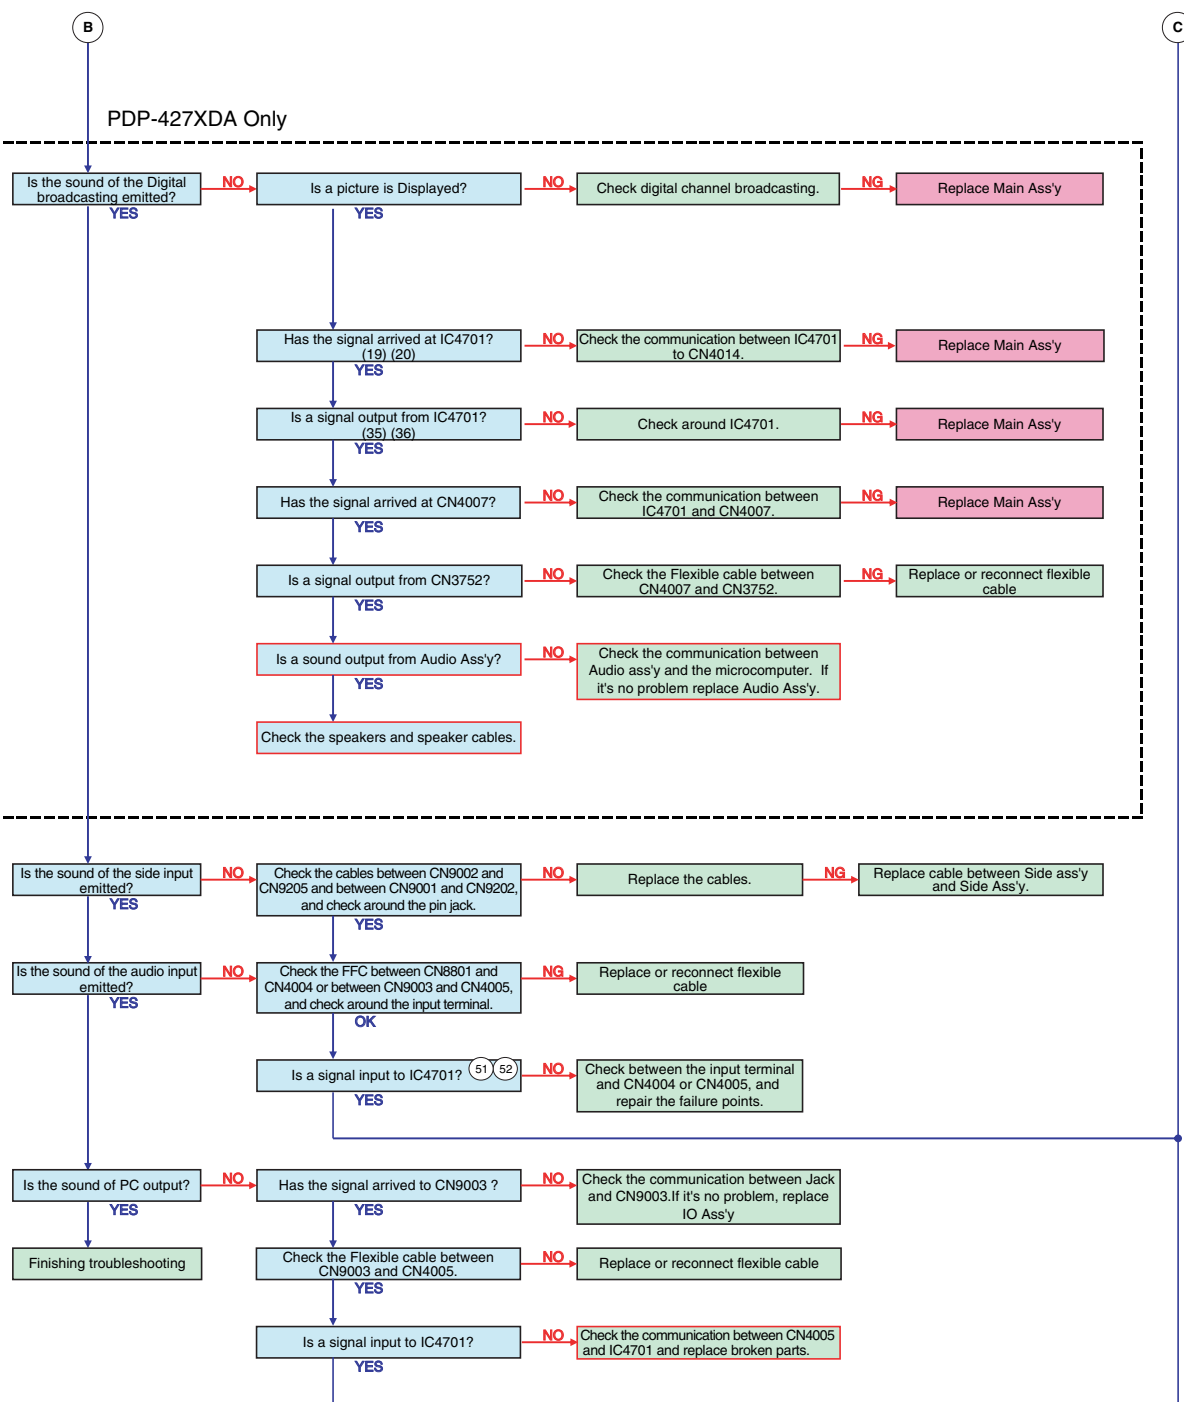 B
C
PDP-427XDA Only
Is the sound of the Digital
broadcasting emitted?
NO
Is a picture is Displayed?
NO
Check digital channel broadcasting.
NG
Replace Main Ass'y
YES
YES
Has the signal arrived at IC4701?
(19) (20)
NO
Check the communication between IC4701
to CN4014.
NG
Replace Main Ass'y
YES
Is a signal output from IC4701?
(35) (36)
NO
Check around IC4701.
NG
Replace Main Ass'y
YES
Has the signal arrived at CN4007?
NO
Check the communication between
IC4701 and CN4007.
NG
Replace Main Ass'y
YES
Is a signal output from CN3752?
NO
Check the Flexible cable between
CN4007 and CN3752.
NG
Replace or reconnect flexible
cable
YES
Is a sound output from Audio Ass'y?
NO
Check the communication between
Audio ass'y and the microcomputer. If
it's no problem replace Audio Ass'y.
YES
Check the speakers and speaker cables.
Is the sound of the side input
emitted?
NO
Check the cables between CN9002 and
CN9205 and between CN9001 and CN9202,
and check around the pin jack.
NO
Replace the cables.
NG
Replace cable between Side ass'y
and Side Ass'y.
YES
YES
Is the sound of the audio input
emitted?
NO
Check the FFC between CN8801 and
CN4004 or between CN9003 and CN4005,
and check around the input terminal.
NG
Replace or reconnect flexible
cable
YES
OK
Is a signal input to IC4701?
51
52
NO
Check between the input terminal
and CN4004 or CN4005, and
repair the failure points.
YES
Is the sound of PC output?
NO
Has the signal arrived to CN9003 ?
NO
Check the communication between Jack
and CN9003.If it's no problem, replace
IO Ass'y
YES
YES
Finishing troubleshooting
Check the Flexible cable between
CN9003 and CN4005.
NO
Replace or reconnect flexible cable
YES
Is a signal input to IC4701?
NO
Check the communication between CN4005
and IC4701 and replace broken parts.
YES